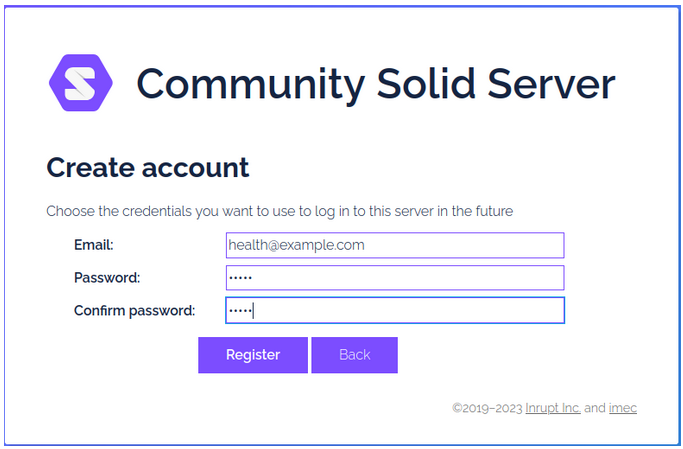 Community Solid Server
Create account
Choose the credentials you want to use to log in to this server in the future
Email: health@example.com
Password: •••••
Confirm password: •••••
Register Back
©2019–2023 Inrupt Inc. and imec